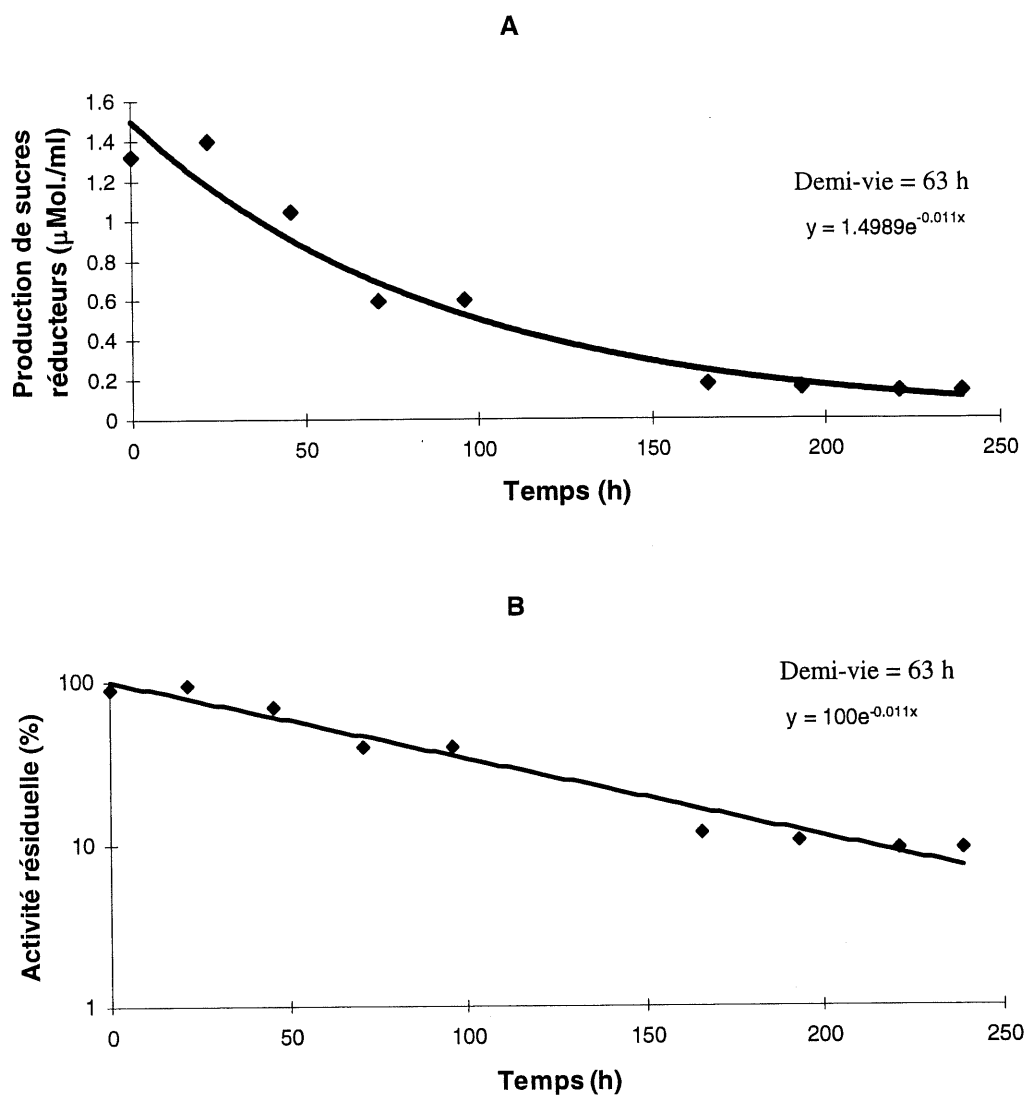 A
Production de sucres
réducteurs (µMol./ml)
1.6
1.4
1.2
1
0.8
0.6
0.4
0.2
0
Demi-vie = 63 h
y = 1.4989e-0.011x
0 50 100 150 200 250
Temps (h)
B
Activité résiduelle (%)
100
10
1
Demi-vie = 63 h
y = 100e-0.011x
0 50 100 150 200 250
Temps (h)